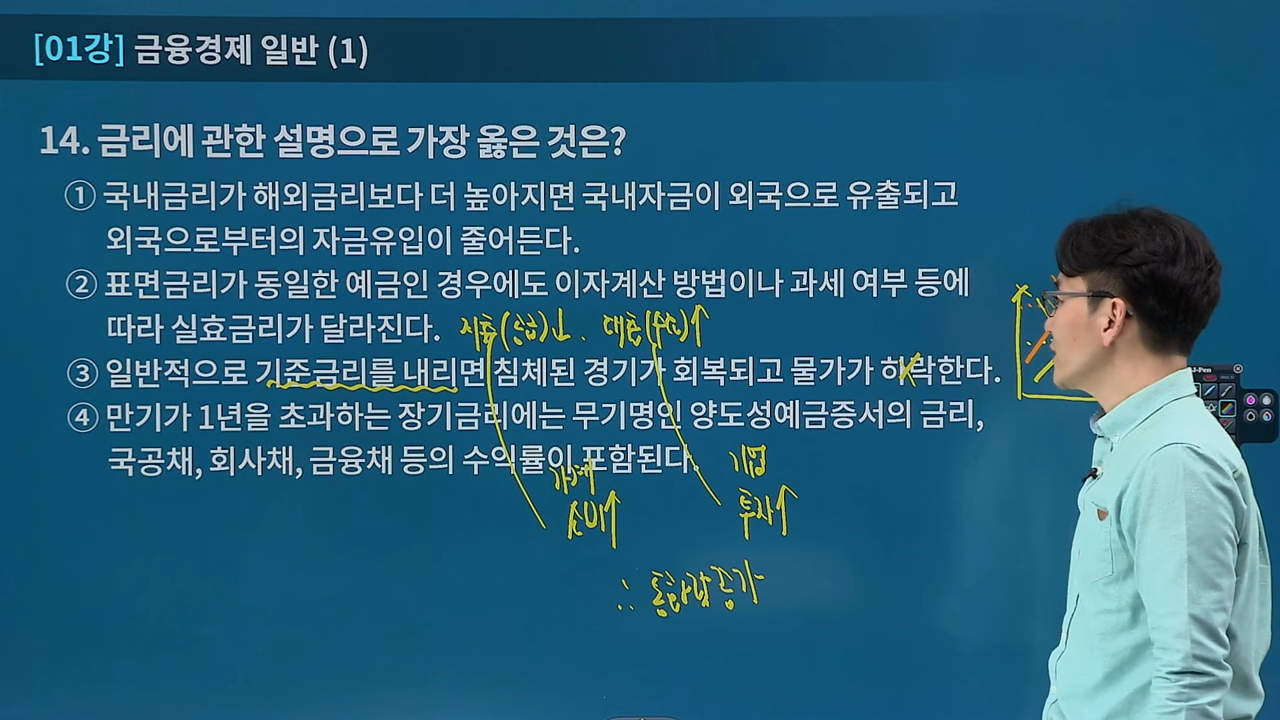 [01강] 금융경제 일반 (1)
14. 금리에 관한 설명으로 가장 옳은 것은?
① 국내금리가 해외금리보다 더 높아지면 국내자금이 외국으로 유출되고
외국으로부터의 자금유입이 줄어든다.
② 표면금리가 동일한 예금인 경우에도 이자계산 방법이나 과세 여부 등에
따라 실효금리가 달라진다.
③ 일반적으로 기준금리를 내리면 침체된 경기가 회복되고 물가가 하락한다.
④ 만기가 1년을 초과하는 장기금리에는 무기명인 양도성예금증서의 금리,
국공채, 회사채, 금융채 등의 수익률이 포함된다.
가계
기업
소비↑
투자↑
∴ 통화량 증가